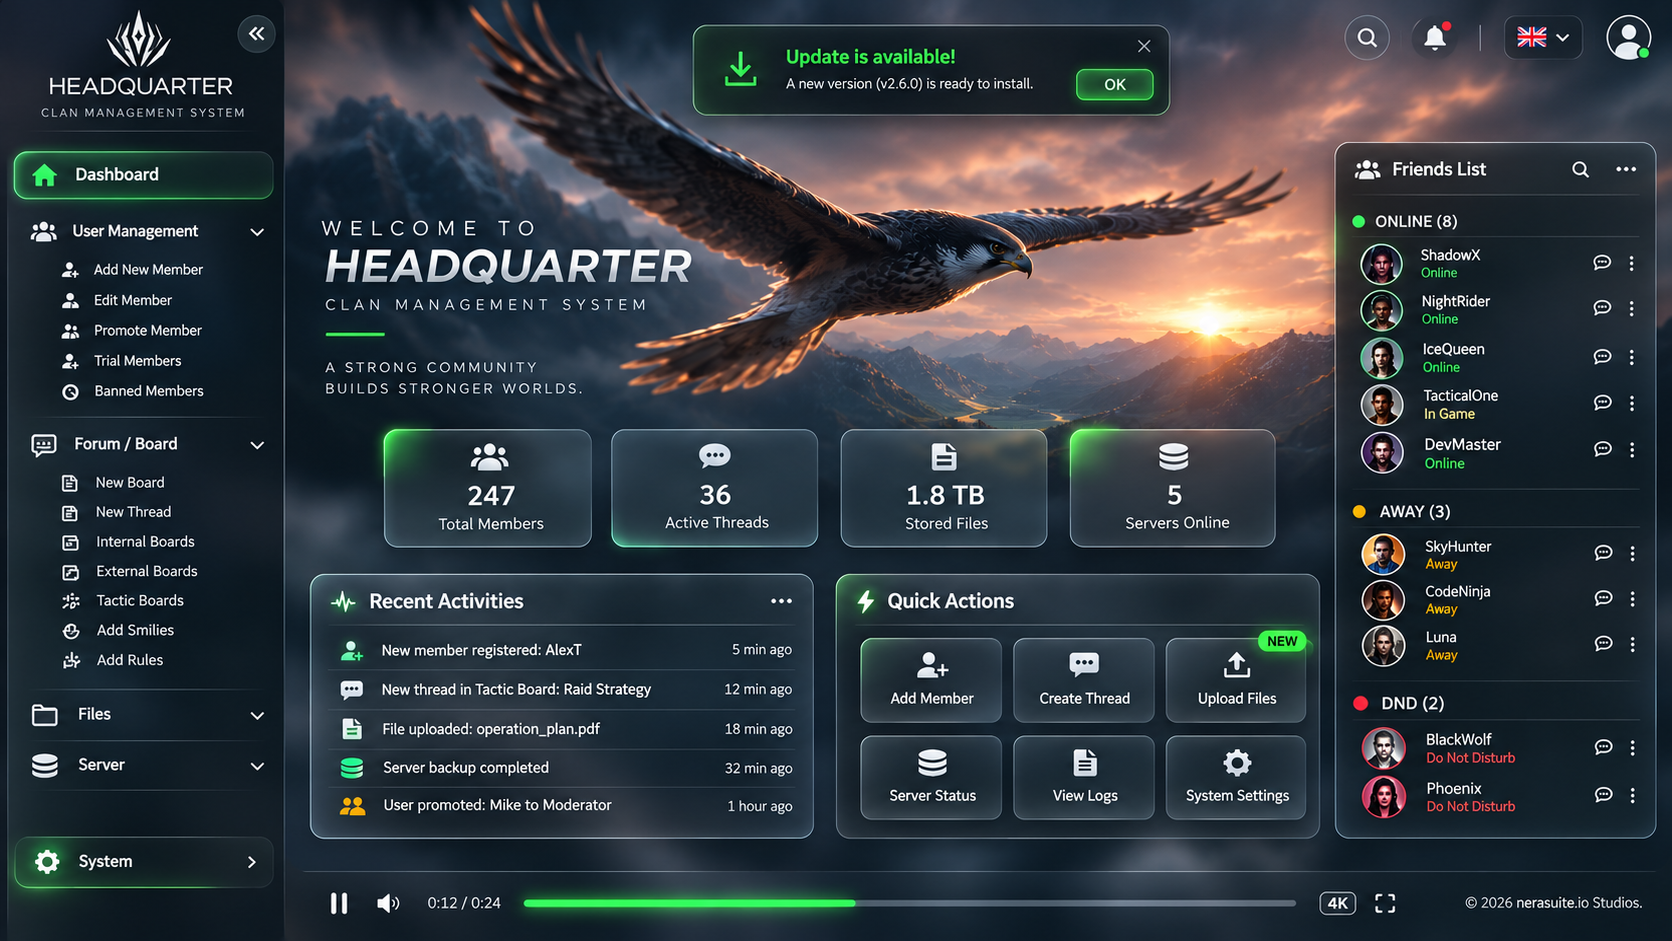 HEADQUARTER
CLAN MANAGEMENT SYSTEM
Dashboard
User Management
Add New Member
Edit Member
Promote Member
Trial Members
Banned Members
Forum / Board
New Board
New Thread
Internal Boards
External Boards
Tactic Boards
Add Smilies
Add Rules
Files
Server
System
Update is available!
A new version (v2.6.0) is ready to install.
OK
WELCOME TO
HEADQUARTER
CLAN MANAGEMENT SYSTEM
A STRONG COMMUNITY
BUILDS STRONGER WORLDS.
247
Total Members
36
Active Threads
1.8 TB
Stored Files
5
Servers Online
Recent Activities
New member registered: AlexT 5 min ago
New thread in Tactic Board: Raid Strategy 12 min ago
File uploaded: operation_plan.pdf 18 min ago
Server backup completed 32 min ago
User promoted: Mike to Moderator 1 hour ago
Quick Actions
NEW
Add Member
Create Thread
Upload Files
Server Status
View Logs
System Settings
Friends List
ONLINE (8)
ShadowX
Online
NightRider
Online
IceQueen
Online
TacticalOne
In Game
DevMaster
Online
AWAY (3)
SkyHunter
Away
CodeNinja
Away
Luna
Away
DND (2)
BlackWolf
Do Not Disturb
Phoenix
Do Not Disturb
0:12 / 0:24
4K
© 2026 nerasuite.io Studios.